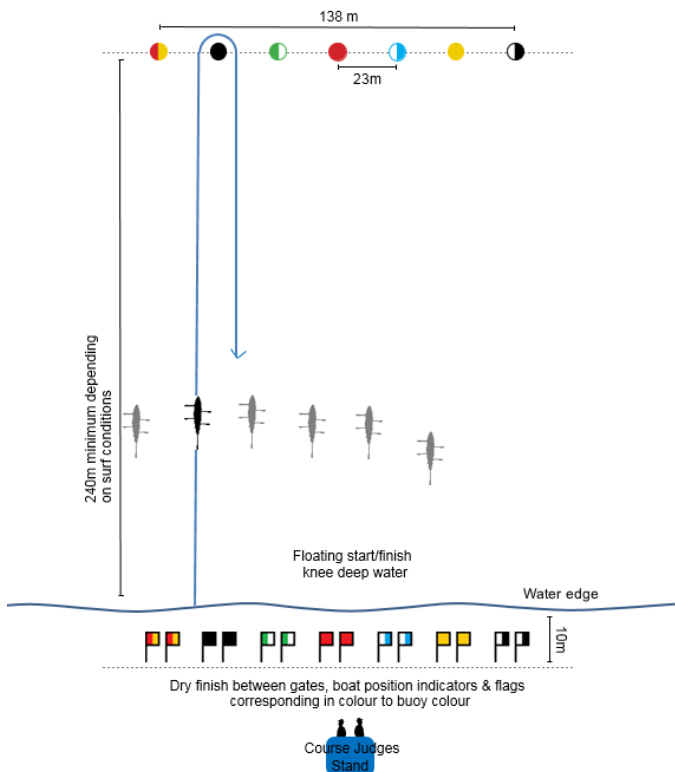 138 m
23m
240m minimum depending
on surf conditions
Floating start/finish
knee deep water
Water edge
10m
Dry finish between gates, boat position indicators & flags
corresponding in colour to buoy colour
Course Judges
Stand